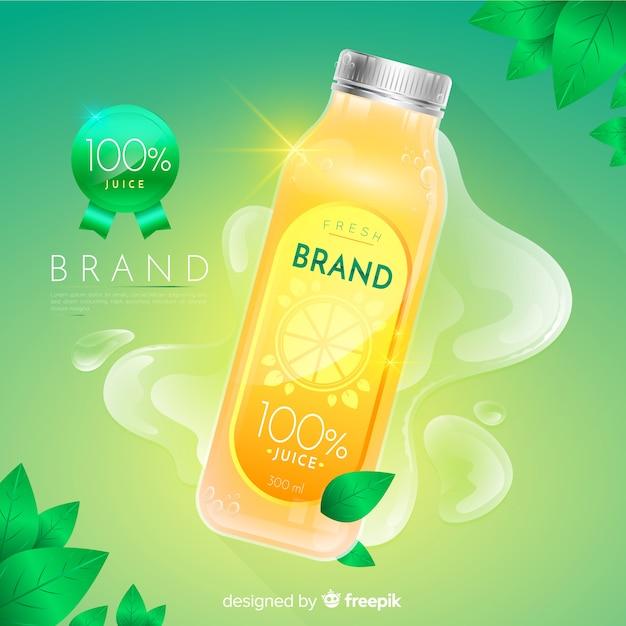 100%
JUICE
BRAND
FRESH
BRAND
100%
JUICE
300 ml
designed by freepik